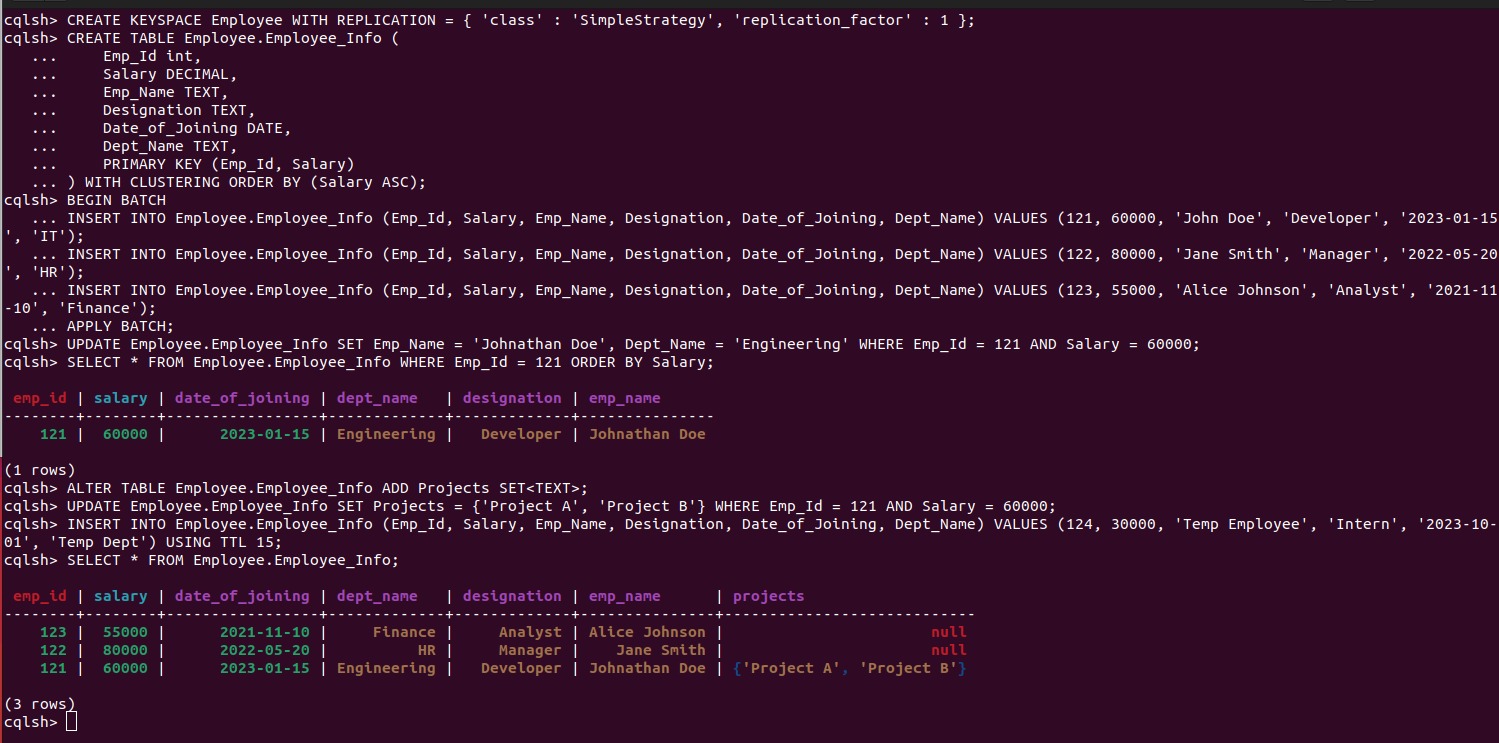 cqlsh> CREATE KEYSPACE Employee WITH REPLICATION = { 'class' : 'SimpleStrategy', 'replication_factor' : 1 };
cqlsh> CREATE TABLE Employee.Employee_Info (
   ...     Emp_Id int,
   ...     Salary DECIMAL,
   ...     Emp_Name TEXT,
   ...     Designation TEXT,
   ...     Date_of_Joining DATE,
   ...     Dept_Name TEXT,
   ...     PRIMARY KEY (Emp_Id, Salary)
   ... ) WITH CLUSTERING ORDER BY (Salary ASC);
cqlsh> BEGIN BATCH
   ... INSERT INTO Employee.Employee_Info (Emp_Id, Salary, Emp_Name, Designation, Date_of_Joining, Dept_Name) VALUES (121, 60000, 'John Doe', 'Developer', '2023-01-15
', 'IT');
   ... INSERT INTO Employee.Employee_Info (Emp_Id, Salary, Emp_Name, Designation, Date_of_Joining, Dept_Name) VALUES (122, 80000, 'Jane Smith', 'Manager', '2022-05-20
', 'HR');
   ... INSERT INTO Employee.Employee_Info (Emp_Id, Salary, Emp_Name, Designation, Date_of_Joining, Dept_Name) VALUES (123, 55000, 'Alice Johnson', 'Analyst', '2021-11
-10', 'Finance');
   ... APPLY BATCH;
cqlsh> UPDATE Employee.Employee_Info SET Emp_Name = 'Johnathan Doe', Dept_Name = 'Engineering' WHERE Emp_Id = 121 AND Salary = 60000;
cqlsh> SELECT * FROM Employee.Employee_Info WHERE Emp_Id = 121 ORDER BY Salary;
 emp_id | salary | date_of_joining | dept_name   | designation | emp_name
--------+--------+-----------------+-------------+-------------+---------------
    121 |  60000 |      2023-01-15 | Engineering |   Developer | Johnathan Doe
(1 rows)
cqlsh> ALTER TABLE Employee.Employee_Info ADD Projects SET<TEXT>;
cqlsh> UPDATE Employee.Employee_Info SET Projects = {'Project A', 'Project B'} WHERE Emp_Id = 121 AND Salary = 60000;
cqlsh> INSERT INTO Employee.Employee_Info (Emp_Id, Salary, Emp_Name, Designation, Date_of_Joining, Dept_Name) VALUES (124, 30000, 'Temp Employee', 'Intern', '2023-10-
01', 'Temp Dept') USING TTL 15;
cqlsh> SELECT * FROM Employee.Employee_Info;
 emp_id | salary | date_of_joining | dept_name   | designation | emp_name      | projects
--------+--------+-----------------+-------------+-------------+---------------+----------------------------
    123 |  55000 |      2021-11-10 |     Finance |     Analyst | Alice Johnson |                       null
    122 |  80000 |      2022-05-20 |          HR |     Manager |    Jane Smith |                       null
    121 |  60000 |      2023-01-15 | Engineering |   Developer | Johnathan Doe | {'Project A', 'Project B'}
(3 rows)
cqlsh>